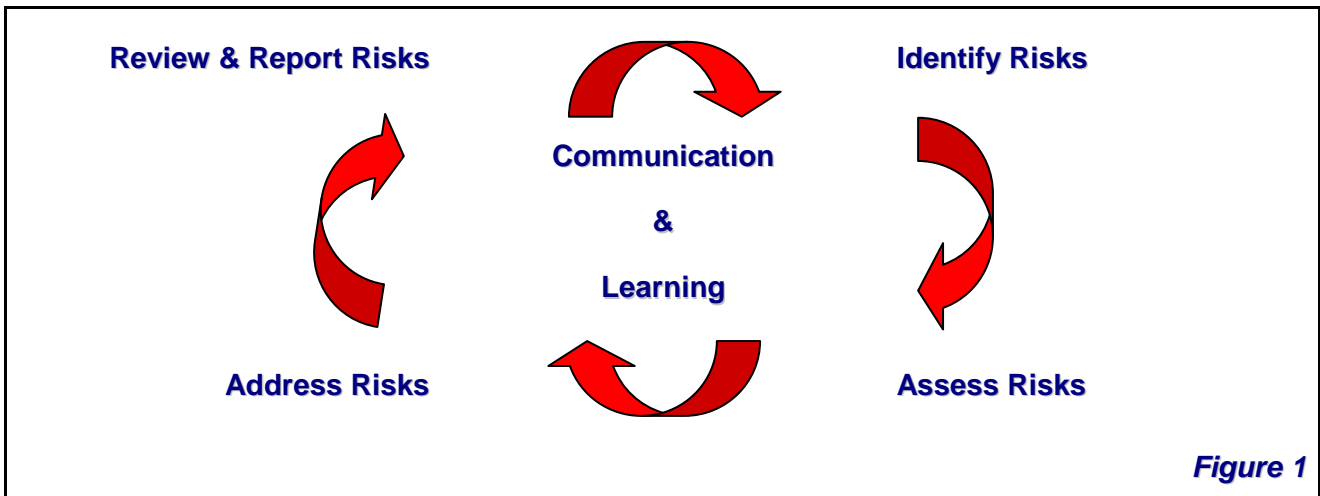 Review & Report Risks
Identify Risks
Communication
&
Learning
Address Risks
Assess Risks
Figure 1